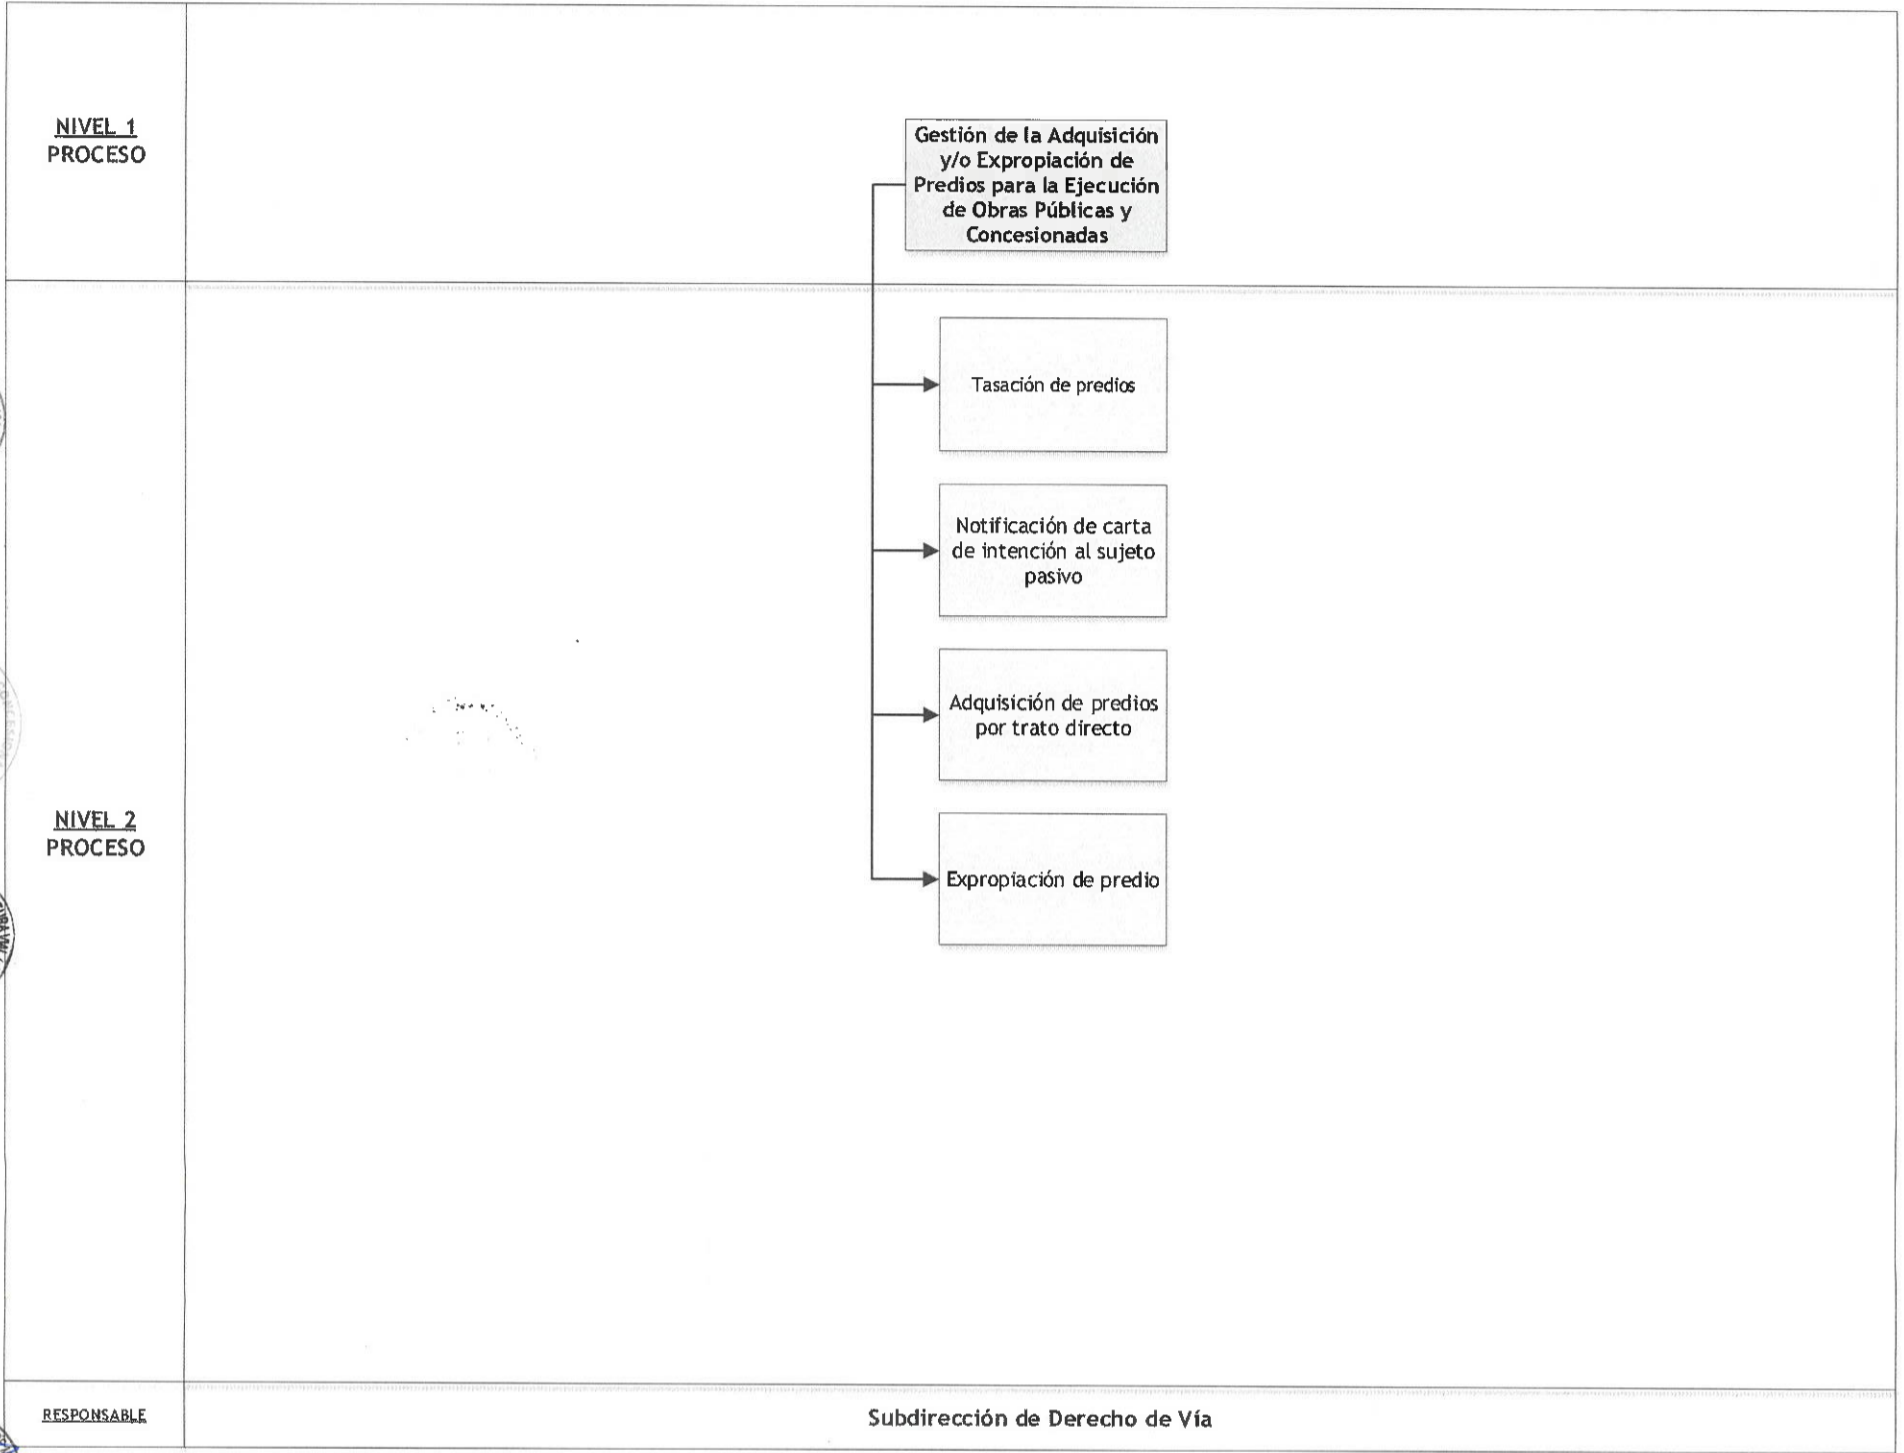 NIVEL 1
PROCESO
Gestión de la Adquisición
y/o Expropiación de
Predios para la Ejecución
de Obras Públicas y
Concesionadas
NIVEL 2
PROCESO
Tasación de predios
Notificación de carta
de intención al sujeto
pasivo
Adquisición de predios
por trato directo
Expropiación de predio
RESPONSABLE
Subdirección de Derecho de Vía